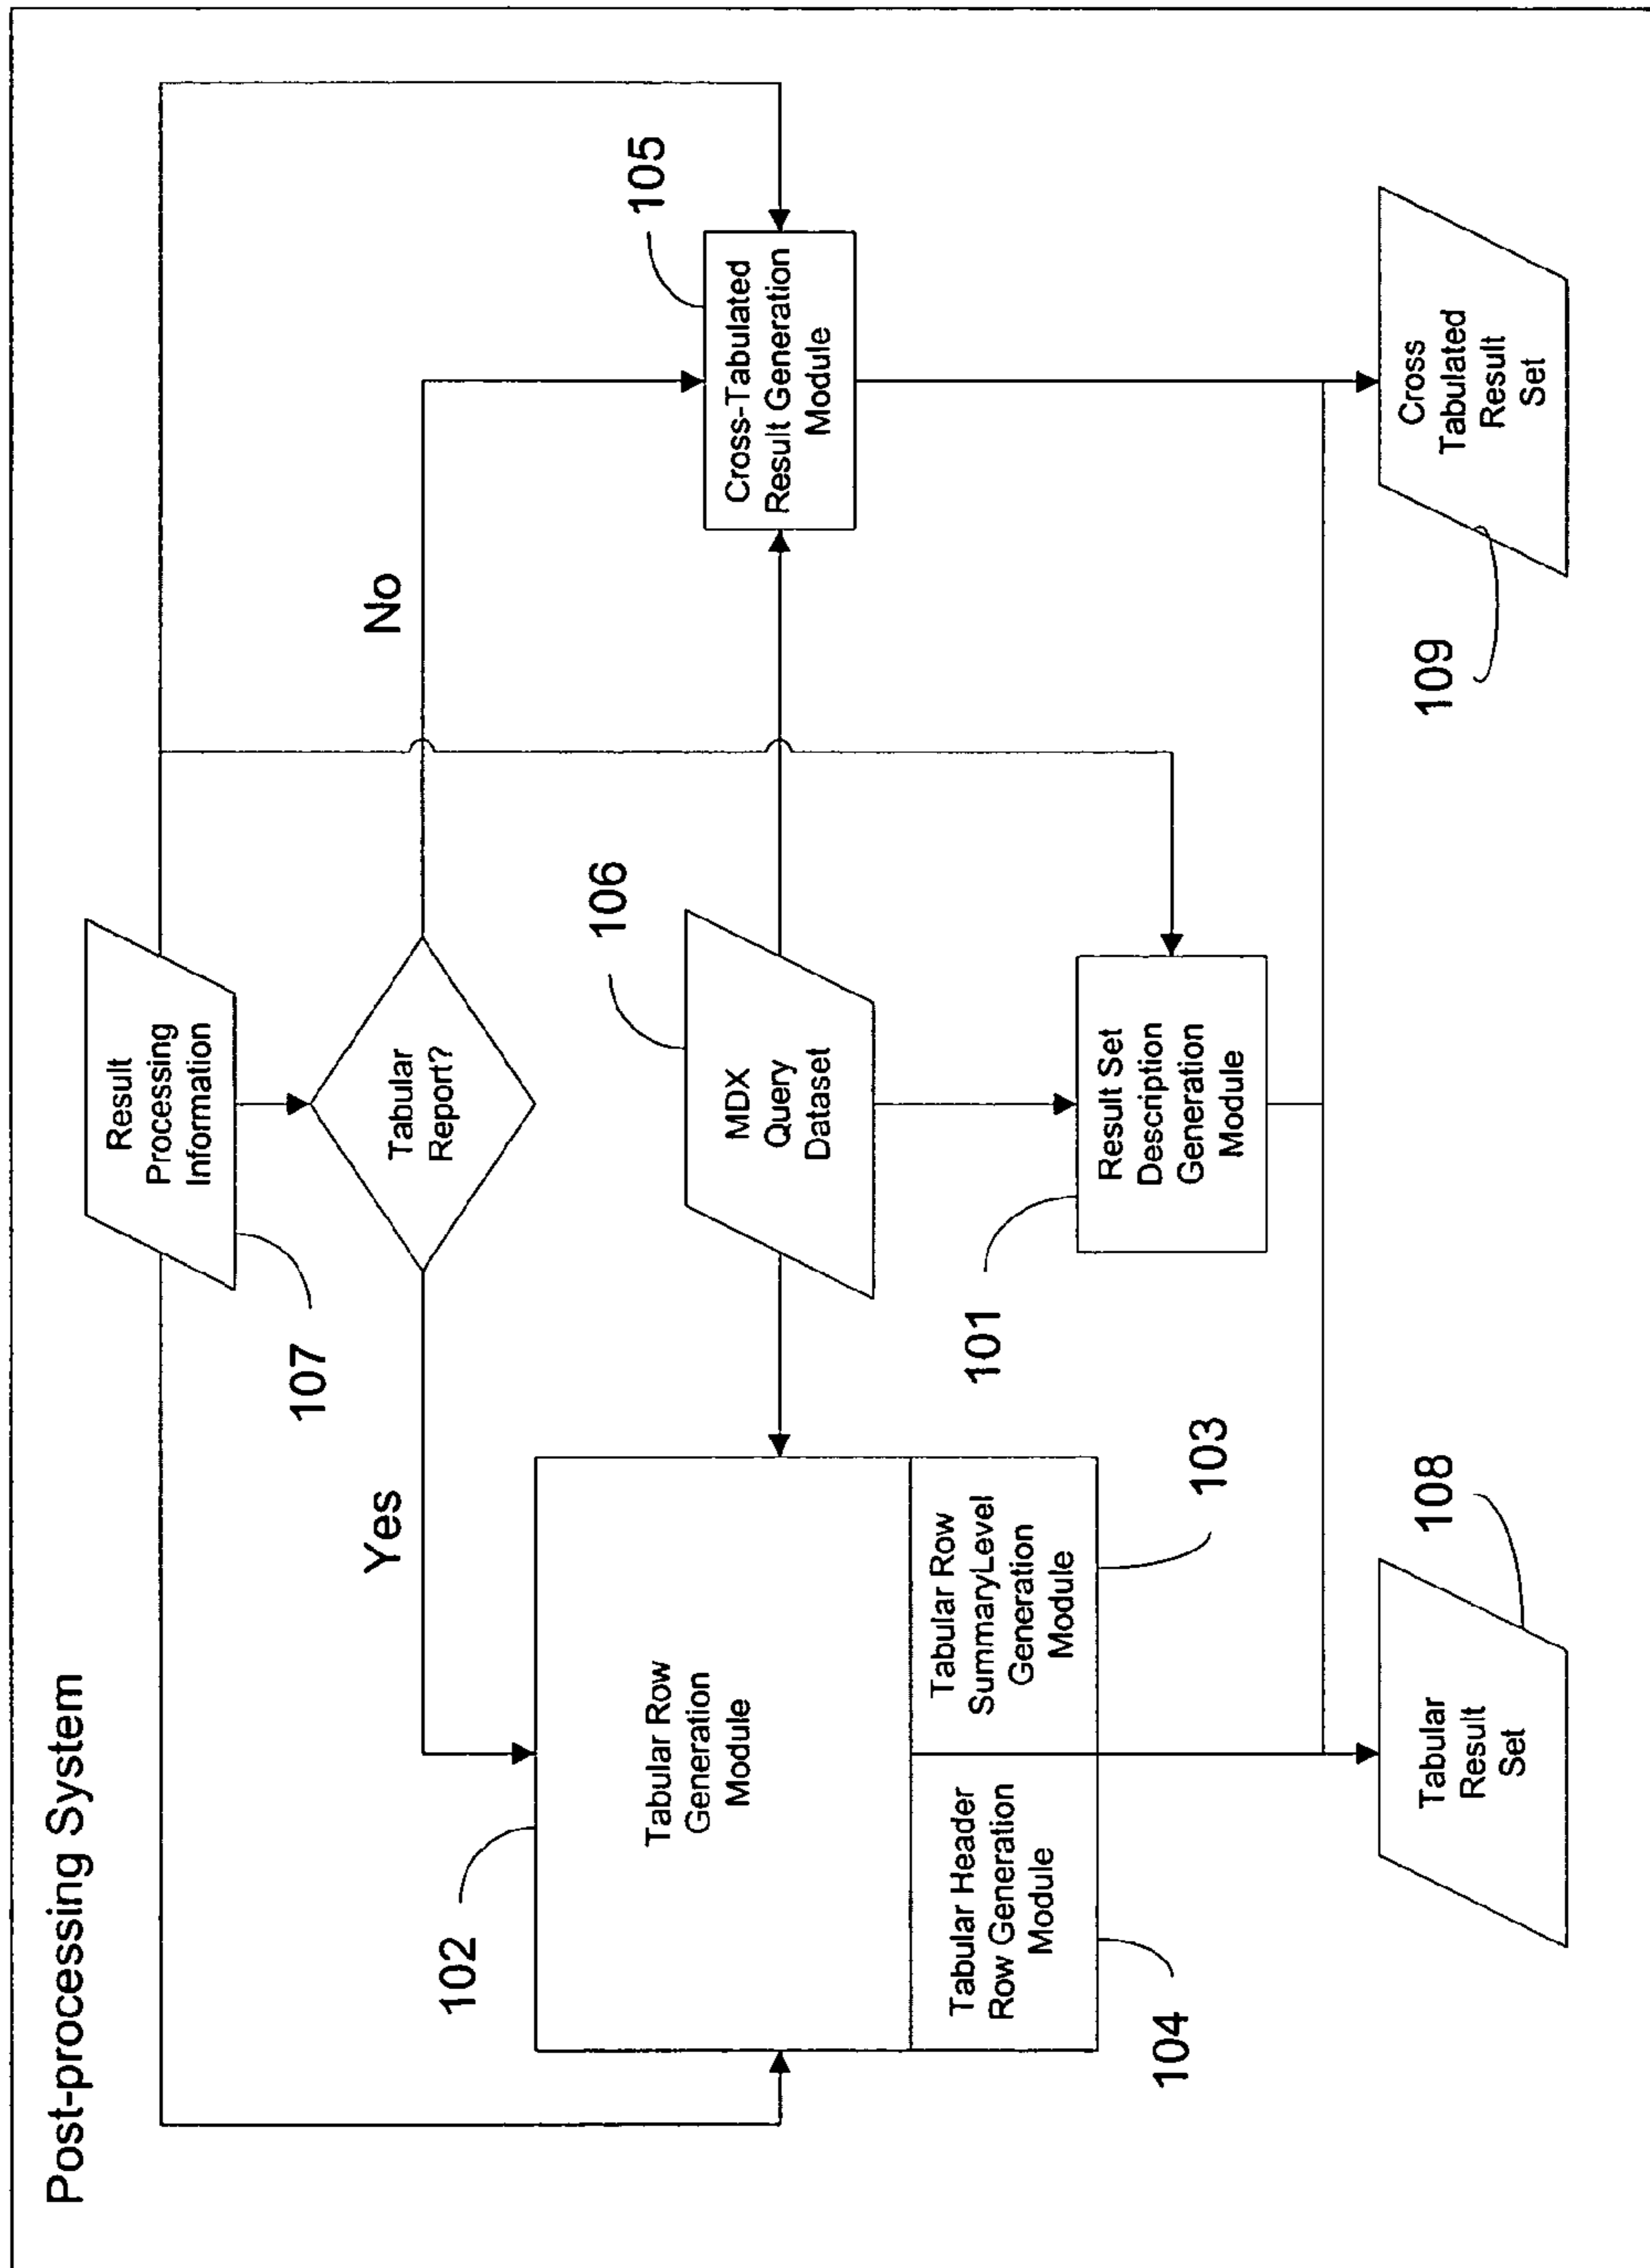 Post-processing System
Result
Processing
Information
107
Tabular
Report?
Yes
No
102
Tabular Row
Generation
Module
106
MDX
Query
Dataset
105
Cross-Tabulated
Result Generation
Module
Tabular Header
Row Generation
Module
104
Tabular Row
SummaryLevel
Generation
Module
103
101
Result Set
Description
Generation
Module
Tabular
Result
Set
108
109
Cross
Tabulated
Result
Set